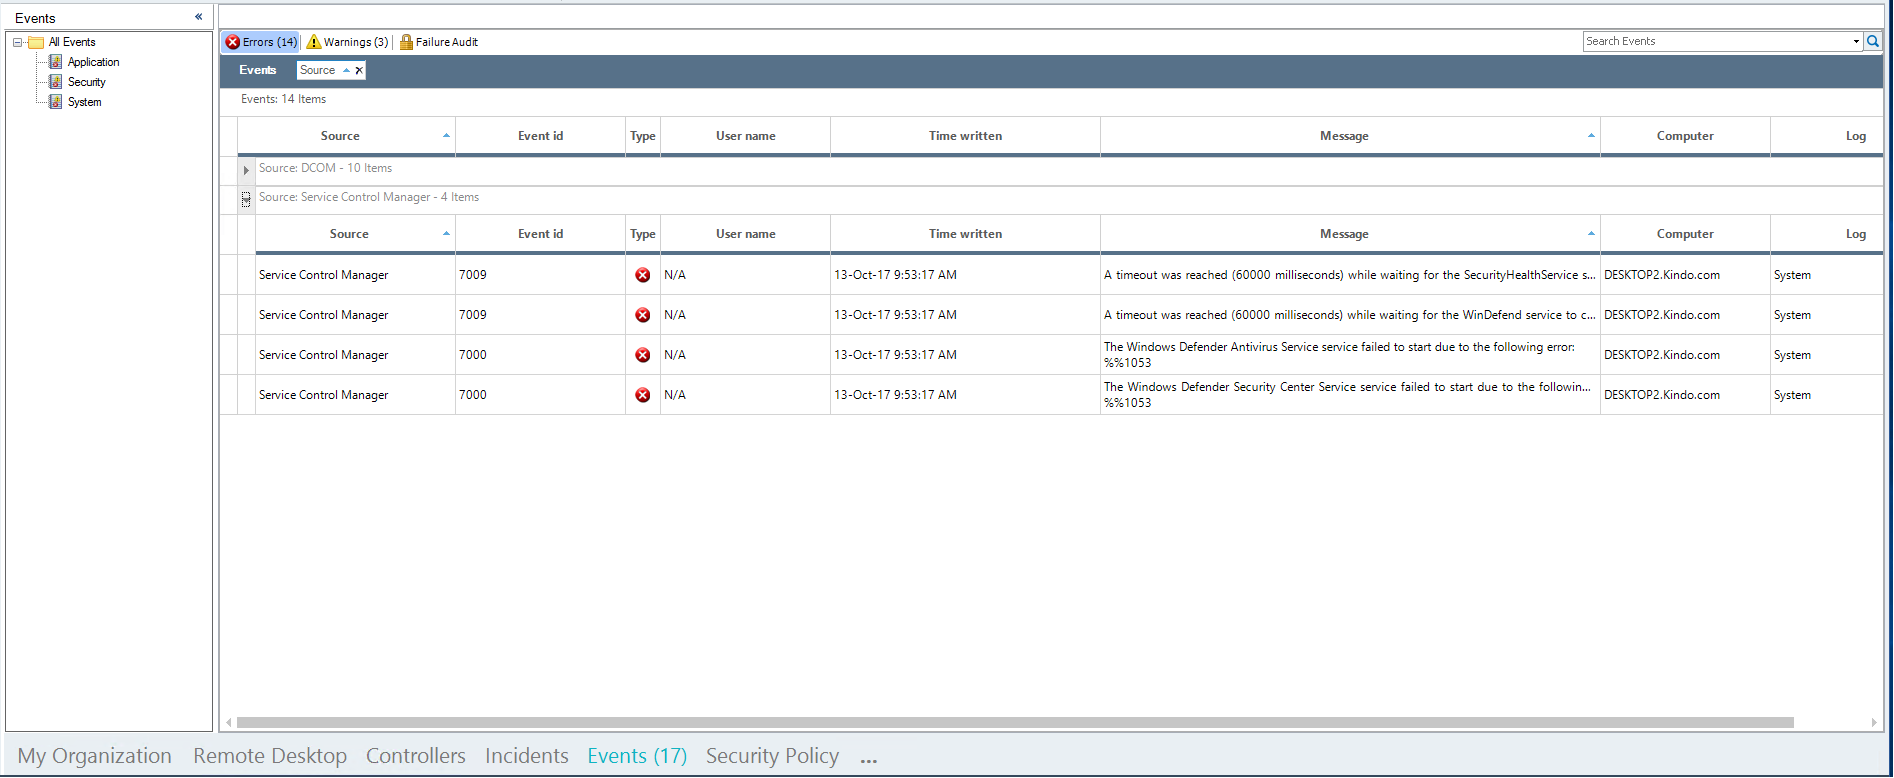 Events «
All Events
Application
Security
System
Errors (14) Warnings (3) Failure Audit Search Events
Events Source
Events: 14 Items
Source Event id Type User name Time written Message Computer Log
Source: DCOM - 10 Items
Source: Service Control Manager - 4 Items
Source Event id Type User name Time written Message Computer Log
Service Control Manager 7009 N/A 13-Oct-17 9:53:17 AM A timeout was reached (60000 milliseconds) while waiting for the SecurityHealthService s... DESKTOP2.Kindo.com System
Service Control Manager 7009 N/A 13-Oct-17 9:53:17 AM A timeout was reached (60000 milliseconds) while waiting for the WinDefend service to c... DESKTOP2.Kindo.com System
Service Control Manager 7000 N/A 13-Oct-17 9:53:17 AM The Windows Defender Antivirus Service service failed to start due to the following error: DESKTOP2.Kindo.com System
%%1053
Service Control Manager 7000 N/A 13-Oct-17 9:53:17 AM The Windows Defender Security Center Service service failed to start due to the followin... DESKTOP2.Kindo.com System
%%1053
My Organization Remote Desktop Controllers Incidents Events (17) Security Policy ...